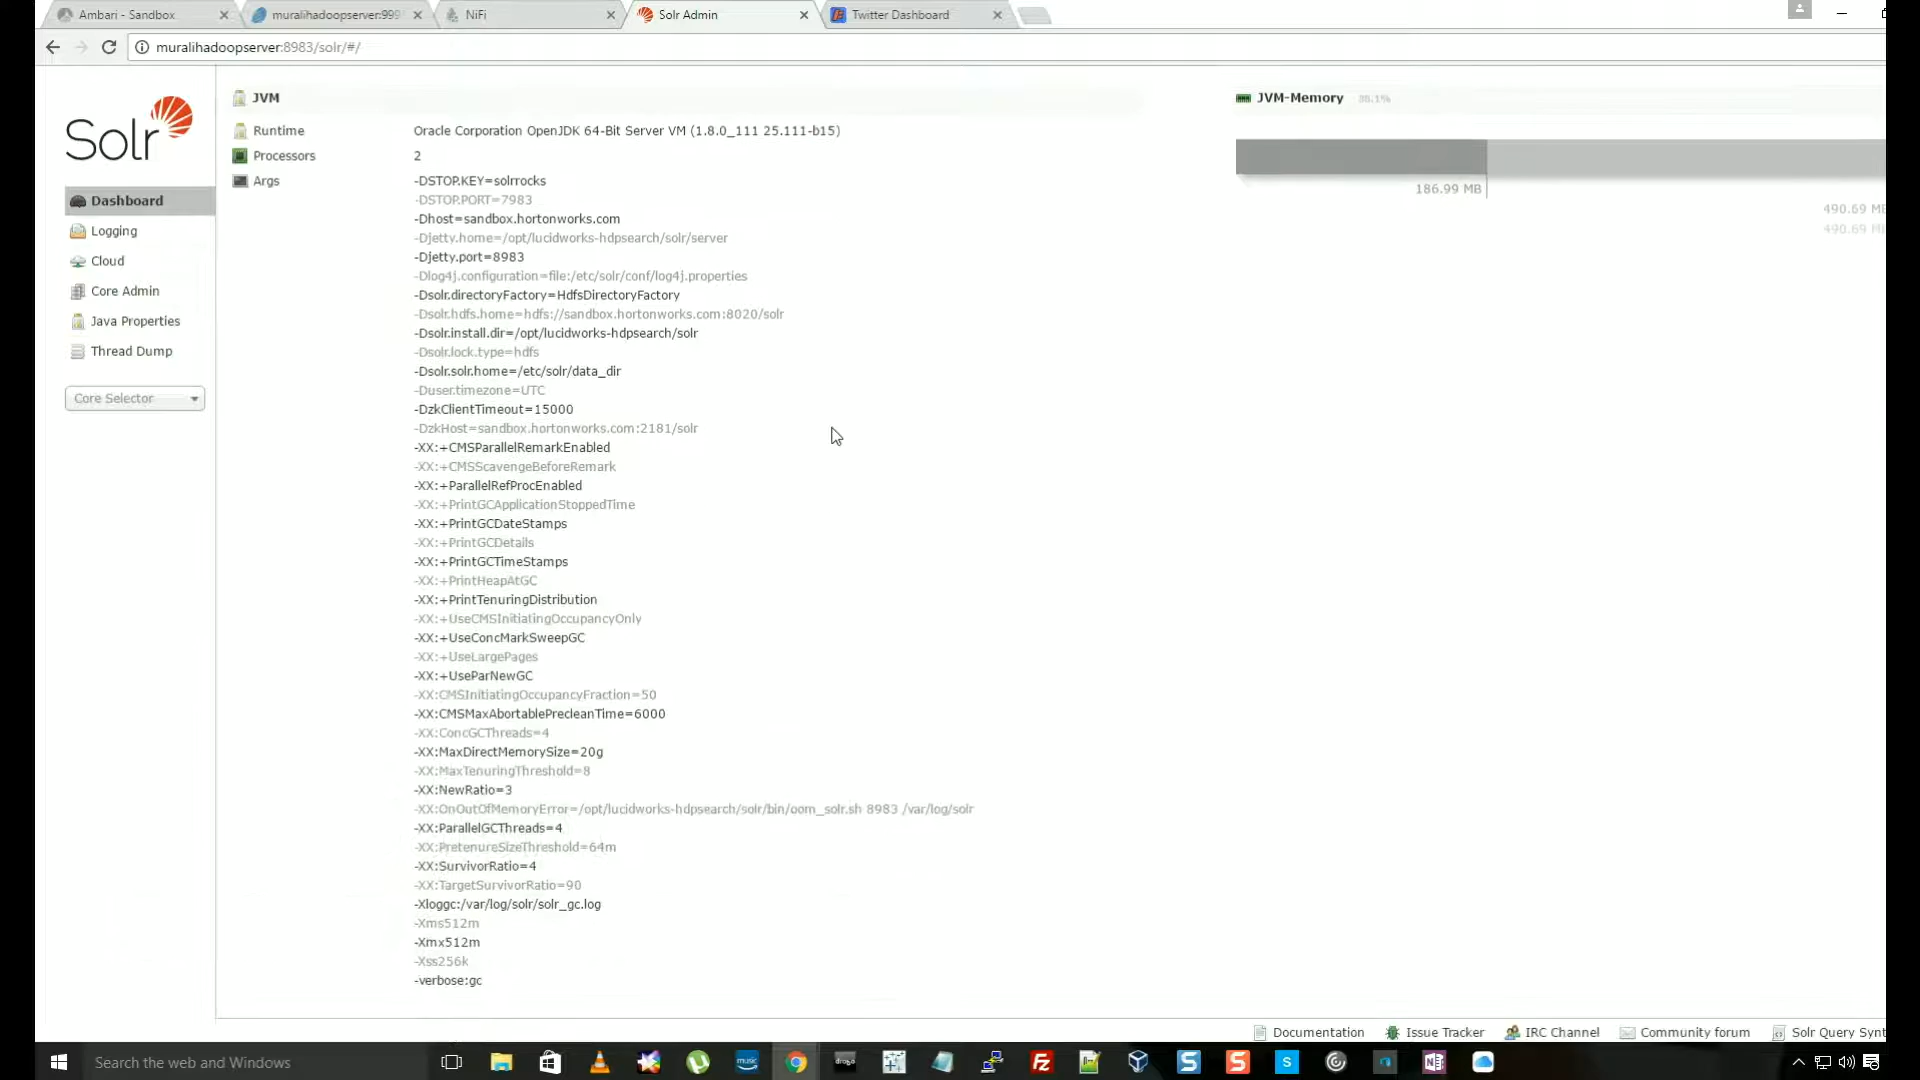 Ambari - Sandbox
muralihadoopserver:999
NiFi
Solr Admin
Twitter Dashboard
muralihadoopserver:8983/solr/#/
Solr
Dashboard
Logging
Cloud
Core Admin
Java Properties
Thread Dump
Core Selector
JVM
Runtime Oracle Corporation OpenJDK 64-Bit Server VM (1.8.0_111 25.111-b15)
Processors 2
Args -DSTOP.KEY=solrrocks
-DSTOP.PORT=7983
-Dhost=sandbox.hortonworks.com
-Djetty.home=/opt/lucidworks-hdpsearch/solr/server
-Djetty.port=8983
-Dlog4j.configuration=file:/etc/solr/conf/log4j.properties
-Dsolr.directoryFactory=HdfsDirectoryFactory
-Dsolr.hdfs.home=hdfs://sandbox.hortonworks.com:8020/solr
-Dsolr.install.dir=/opt/lucidworks-hdpsearch/solr
-Dsolr.lock.type=hdfs
-Dsolr.solr.home=/etc/solr/data_dir
-Duser.timezone=UTC
-DzkClientTimeout=15000
-DzkHost=sandbox.hortonworks.com:2181/solr
-XX:+CMSParallelRemarkEnabled
-XX:+CMSScavengeBeforeRemark
-XX:+ParallelRefProcEnabled
-XX:+PrintGCApplicationStoppedTime
-XX:+PrintGCDateStamps
-XX:+PrintGCDetails
-XX:+PrintGCTimeStamps
-XX:+PrintHeapAtGC
-XX:+PrintTenuringDistribution
-XX:+UseCMSInitiatingOccupancyOnly
-XX:+UseConcMarkSweepGC
-XX:+UseLargePages
-XX:+UseParNewGC
-XX:CMSInitiatingOccupancyFraction=50
-XX:CMSMaxAbortablePrecleanTime=6000
-XX:ConcGCThreads=4
-XX:MaxDirectMemorySize=20g
-XX:MaxTenuringThreshold=8
-XX:NewRatio=3
-XX:OnOutOfMemoryError=/opt/lucidworks-hdpsearch/solr/bin/oom_solr.sh 8983 /var/log/solr
-XX:ParallelGCThreads=4
-XX:PretenureSizeThreshold=64m
-XX:SurvivorRatio=4
-XX:TargetSurvivorRatio=90
-Xloggc:/var/log/solr/solr_gc.log
-Xms512m
-Xmx512m
-Xss256k
-verbose:gc
JVM-Memory
186.99 MB
490.69 MB
490.69 MB
Documentation Issue Tracker IRC Channel Community forum Solr Query Synt
Search the web and Windows